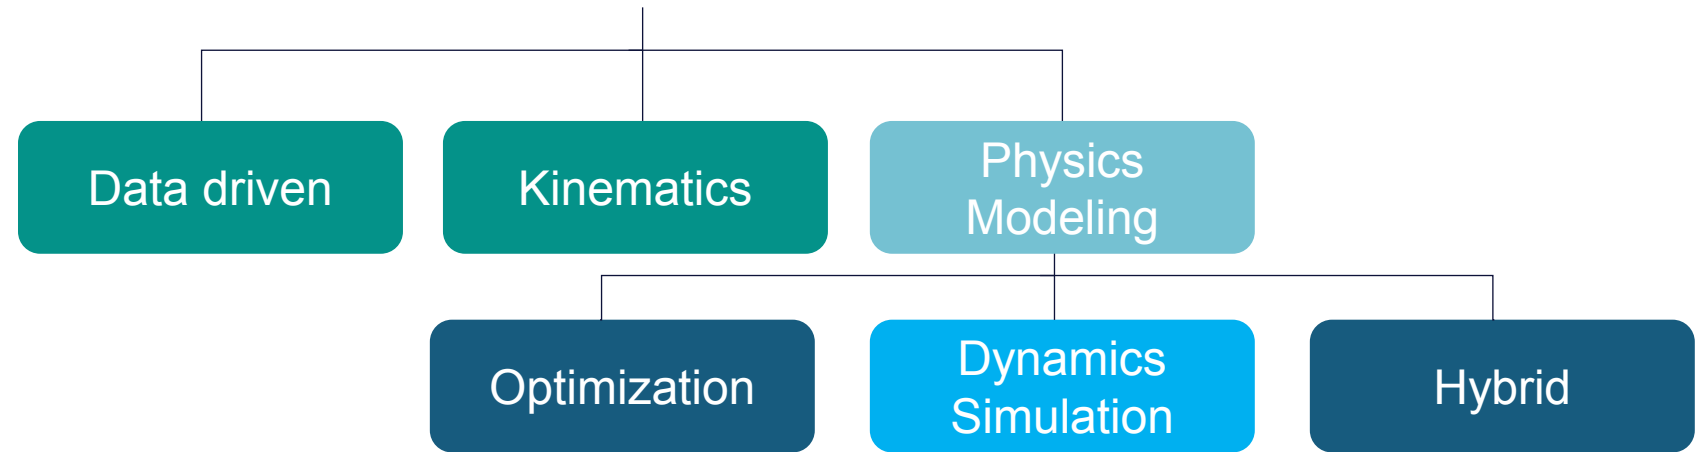 Data driven
Kinematics
Physics
Modeling
Optimization
Dynamics
Simulation
Hybrid